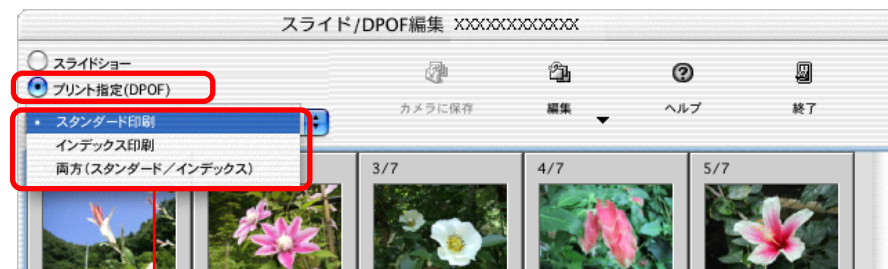 スライド/DPOF編集 XXXXXXXXXXXX
スライドショー
プリント指定(DPOF)
カメラに保存
編集
ヘルプ
終了
・ スタンダード印刷
インデックス印刷
両方(スタンダード/インデックス)
3/7
4/7
5/7